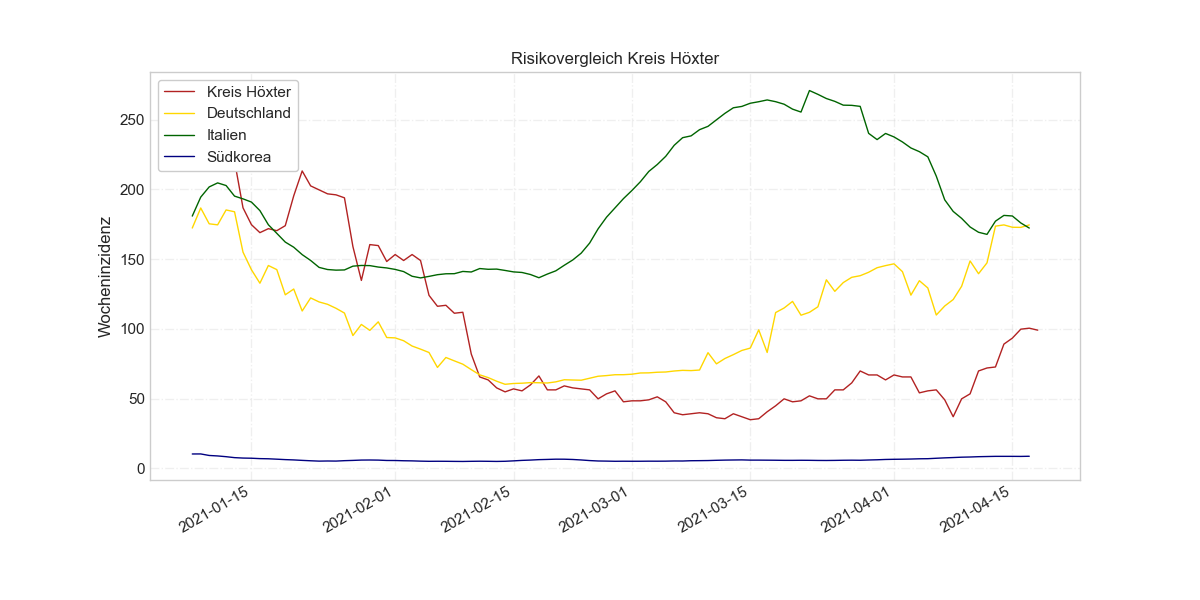 Risikovergleich Kreis Höxter
Kreis Höxter
Deutschland
Italien
Südkorea
Wocheninzidenz
250
200
150
100
50
0
2021-01-15
2021-02-01
2021-02-15
2021-03-01
2021-03-15
2021-04-01
2021-04-15